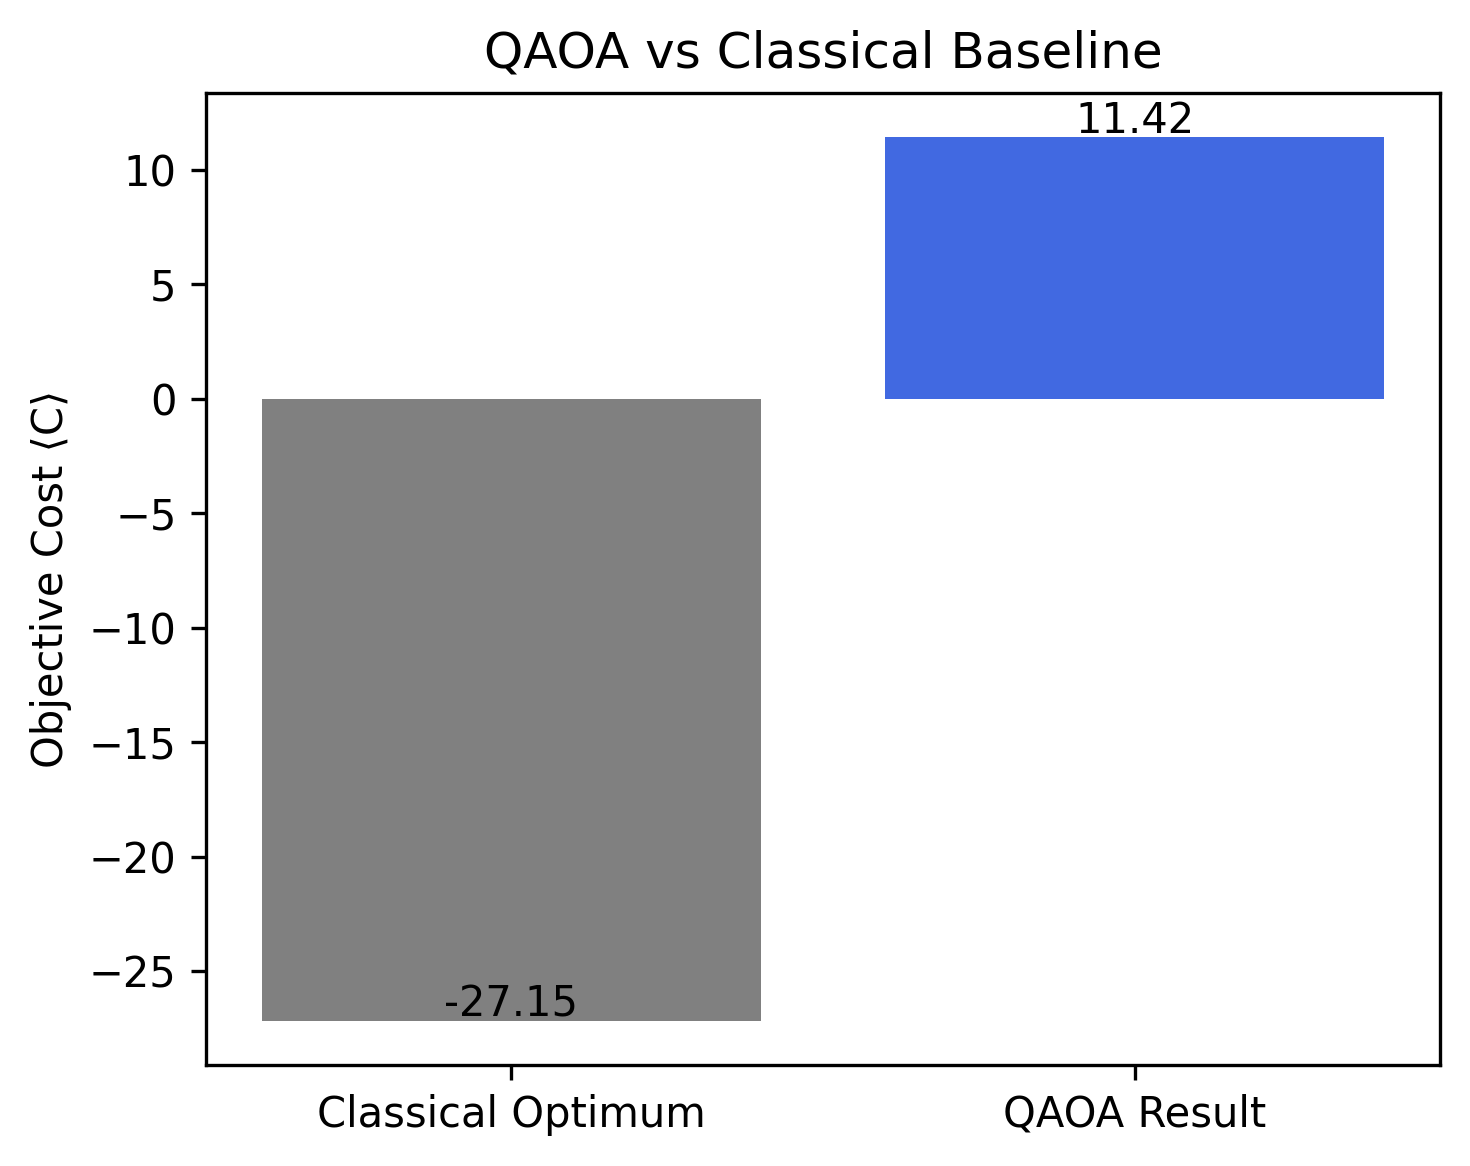 QAOA vs Classical Baseline
11.42
10
5
0
−5
−10
−15
−20
−25
Objective Cost ⟨C⟩
-27.15
Classical Optimum
QAOA Result